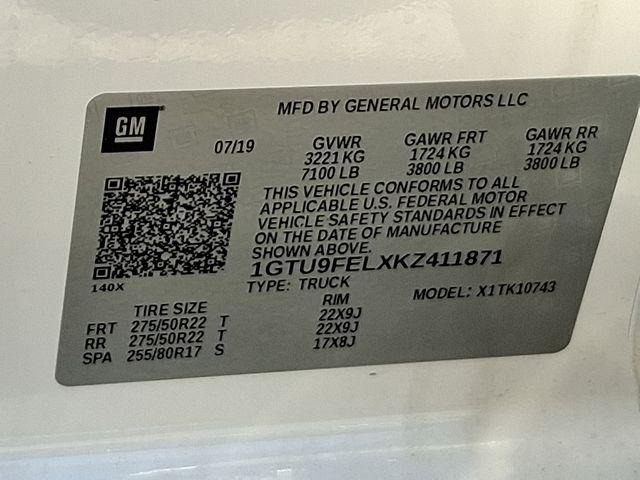 MFD BY GENERAL MOTORS LLC
GM
07/19 GVWR GAWR FRT GAWR RR
3221 KG 1724 KG 1724 KG
7100 LB 3800 LB 3800 LB
THIS VEHICLE CONFORMS TO ALL
APPLICABLE U.S. FEDERAL MOTOR
VEHICLE SAFETY STANDARDS IN EFFECT
ON THE DATE OF MANUFACTURE
SHOWN ABOVE.
1GTU9FELXKZ411871
140X
TYPE: TRUCK MODEL: X1TK10743
TIRE SIZE RIM
FRT 275/50R22 T 22X9J
RR 275/50R22 T 22X9J
SPA 255/80R17 S 17X8J